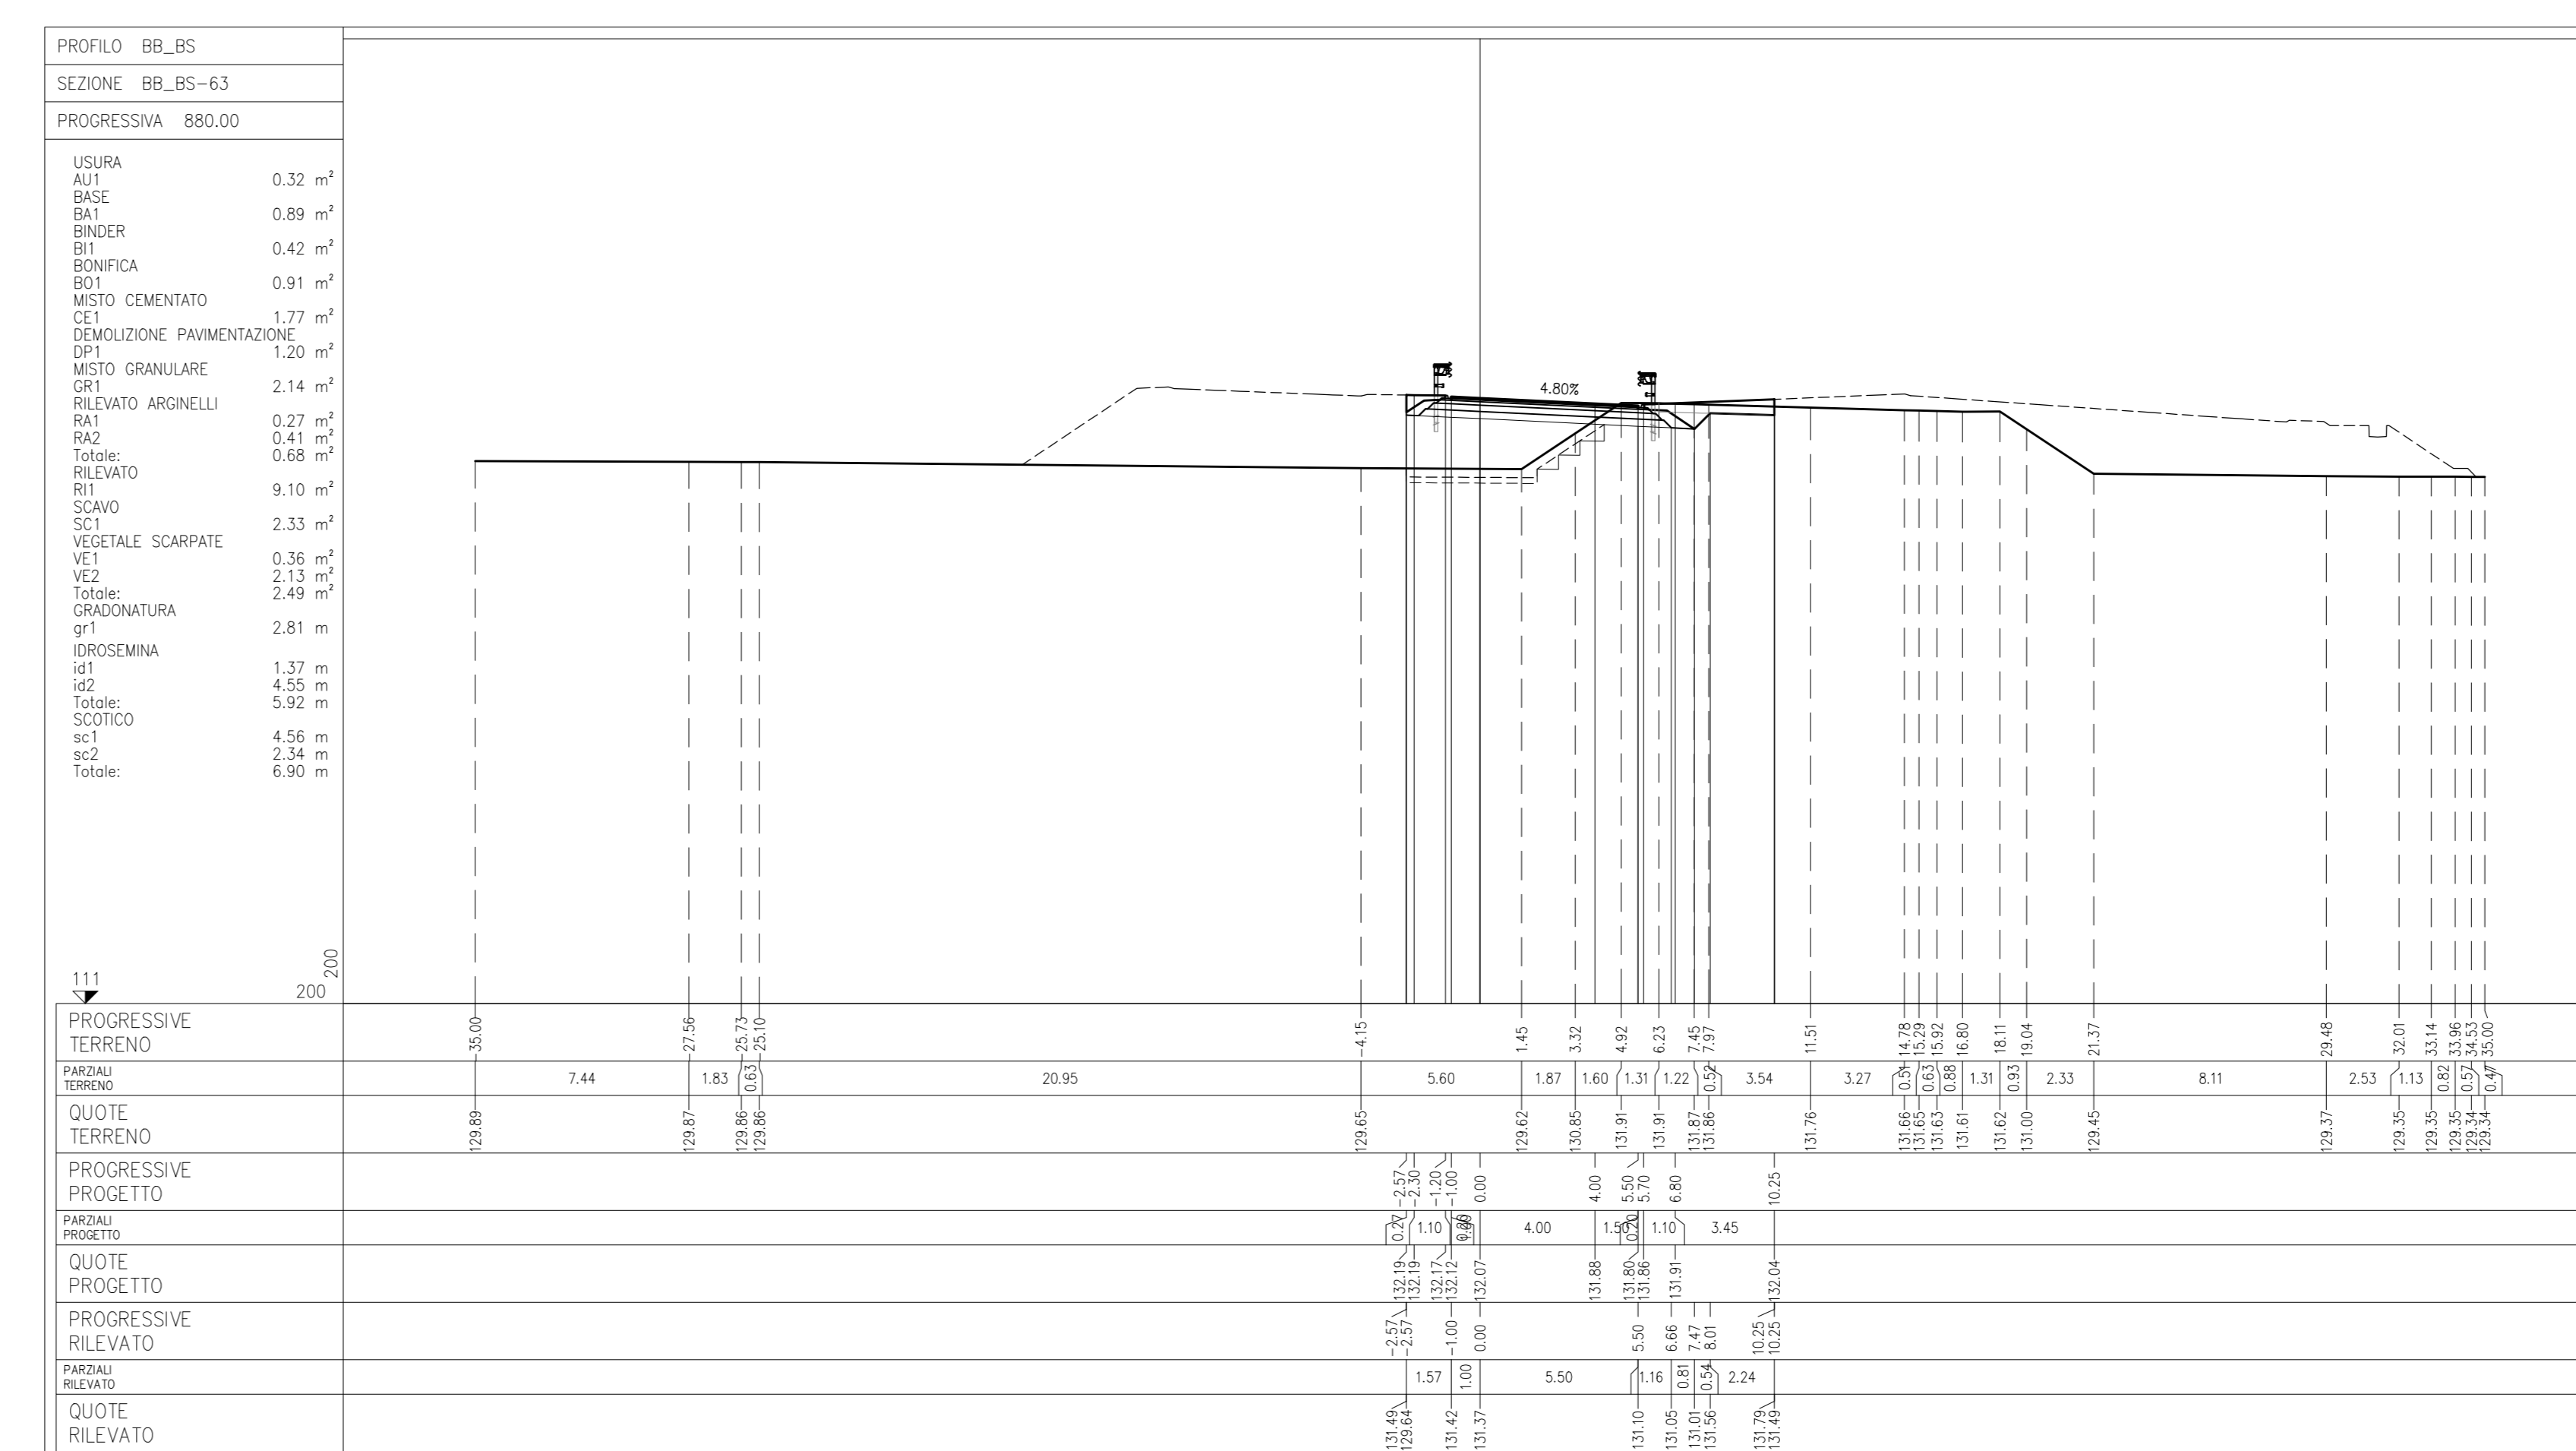 PROFILO BB_BS
SEZIONE BB_BS-63
PROGRESSIVA 880.00
USURA
AU1 0.32 m²
BASE
BA1 0.89 m²
BINDER
BI1 0.42 m²
BONIFICA
BO1 0.91 m²
MISTO CEMENTATO
CE1 1.77 m²
DEMOLIZIONE PAVIMENTAZIONE
DP1 1.20 m²
MISTO GRANULARE
GR1 2.14 m²
RILEVATO ARGINELLI
RA1 0.27 m²
RA2 0.41 m²
Totale: 0.68 m²
RILEVATO
RI1 9.10 m²
SCAVO
SC1 2.33 m²
VEGETALE SCARPATE
VE1 0.36 m²
VE2 2.13 m²
Totale: 2.49 m²
GRADONATURA
gr1 2.81 m
IDROSEMINA
id1 1.37 m
id2 4.55 m
Totale: 5.92 m
SCOTICO
sc1 4.56 m
sc2 2.34 m
Totale: 6.90 m
4.80%
111 200
200
PROGRESSIVE
TERRENO
35.00 27.56 25.73 25.10 -4.15 1.45 3.32 4.92 6.23 7.45 7.97 11.51 14.78 15.29 15.92 16.80 18.11 19.04 21.37 29.48 32.01 33.14 33.96 34.53 35.00
PARZIALI
TERRENO
7.44 1.83 0.63 20.95 5.60 1.87 1.60 1.31 1.22 0.52 3.54 3.27 0.51 0.63 0.88 1.31 0.93 2.33 8.11 2.53 1.13 0.82 0.57 0.47
QUOTE
TERRENO
129.89 129.87 129.86 129.86 129.65 129.62 130.85 131.91 131.91 131.87 131.86 131.76 131.66 131.65 131.63 131.61 131.62 131.00 129.45 129.37 129.35 129.35 129.35 129.34 129.34
PROGRESSIVE
PROGETTO
-2.57 -2.30 -1.20 -1.00 0.00 4.00 5.50 5.70 6.80 10.25
PARZIALI
PROGETTO
0.27 1.10 4.00 1.50 0.20 1.10 3.45
QUOTE
PROGETTO
132.19 132.19 132.17 132.12 132.07 131.88 131.80 131.86 131.91 132.04
PROGRESSIVE
RILEVATO
-2.57 -2.57 -1.00 0.00 5.50 6.66 7.47 8.01 10.25 10.25
PARZIALI
RILEVATO
1.57 1.00 5.50 1.16 0.81 0.54 2.24
QUOTE
RILEVATO
131.49 129.64 131.42 131.37 131.10 131.05 131.01 131.56 131.79 131.49